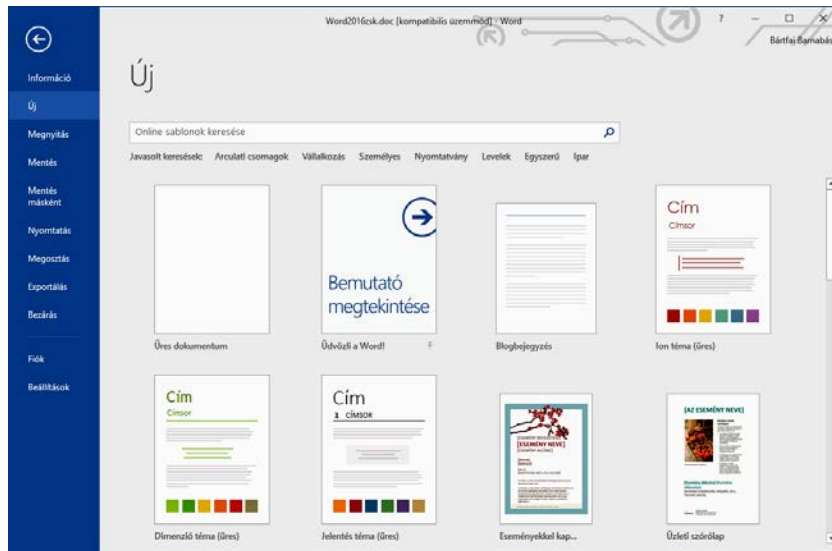 Word2016zsk.doc [kompatibilis üzemmód] - Word
?
Bártfai Barnabás
Információ
Új
Megnyitás
Mentés
Mentés
másként
Nyomtatás
Megosztás
Exportálás
Bezárás
Fiók
Beállítások
Új
Online sablonok keresése
Javasolt keresések: Arculati csomagok Vállalkozás Személyes Nyomtatvány Levelek Egyszerű Ipar
Bemutató
megtekintése
Cím
Címsor
Üres dokumentum
Üdvözli a Word!
Blogbejegyzés
Ion téma (üres)
Cím
Címsor
Cím
1 CÍMSOR
[ESEMÉNY NEVE]
[AZ ESEMÉNY NEVE]
Dimenzió téma (üres)
Jelentés téma (üres)
Eseményekkel kap...
Üzleti szórólap